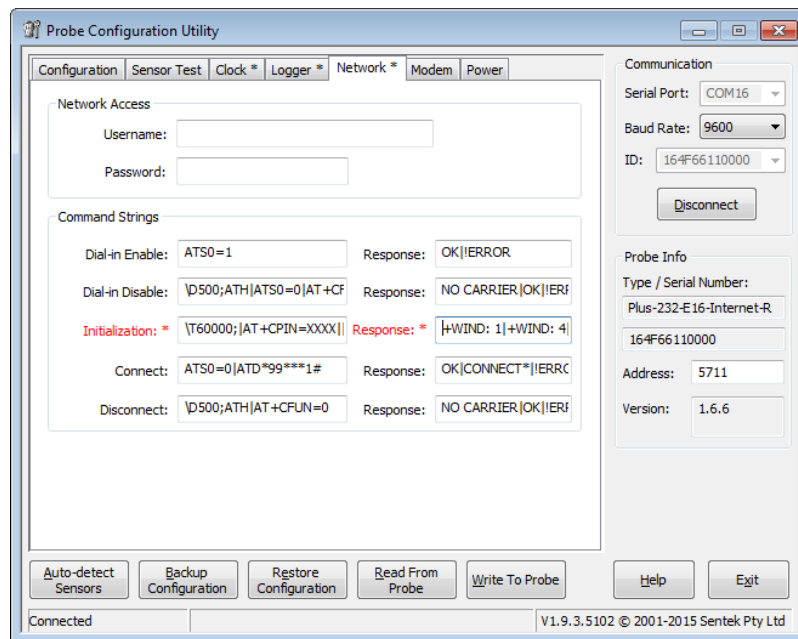 Probe Configuration Utility
Configuration Sensor Test Clock * Logger * Network * Modem Power
Network Access
Username:
Password:
Command Strings
Dial-in Enable: ATS0=1 Response: OK|!ERROR
Dial-in Disable: \D500;ATH|ATS0=0|AT+CF Response: NO CARRIER|OK|!ERF
Initialization: * \T60000;|AT+CPIN=XXXX|| Response: * +WIND: 1|+WIND: 4|
Connect: ATS0=0|ATD*99***1# Response: OK|CONNECT*|!ERRO
Disconnect: \D500;ATH|AT+CFUN=0 Response: NO CARRIER|OK|!ERF
Communication
Serial Port: COM16
Baud Rate: 9600
ID: 164F66110000
Disconnect
Probe Info
Type / Serial Number:
Plus-232-E16-Internet-R
164F66110000
Address: 5711
Version: 1.6.6
Auto-detect Sensors
Backup Configuration
Restore Configuration
Read From Probe
Write To Probe
Help
Exit
Connected V1.9.3.5102 © 2001-2015 Sentek Pty Ltd